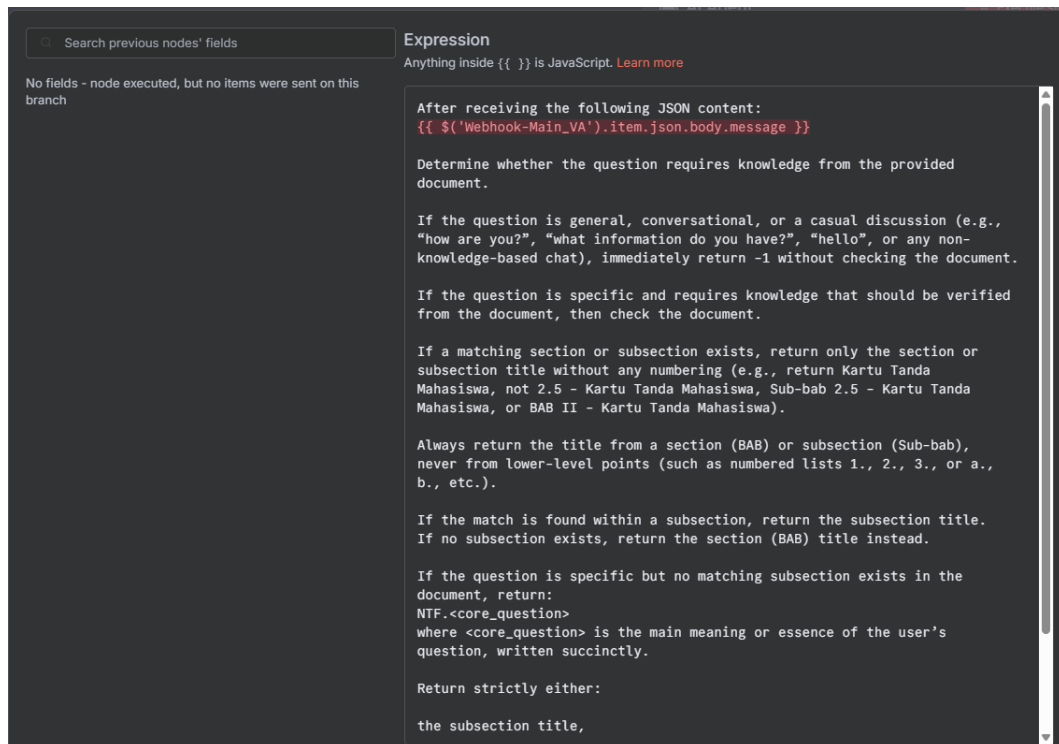 Search previous nodes' fields
No fields - node executed, but no items were sent on this
branch
Expression
Anything inside {{ }} is JavaScript. Learn more
After receiving the following JSON content:
{{ $('Webhook-Main_VA').item.json.body.message }}
Determine whether the question requires knowledge from the provided
document.
If the question is general, conversational, or a casual discussion (e.g.,
“how are you?”, “what information do you have?”, “hello”, or any non-
knowledge-based chat), immediately return -1 without checking the document.
If the question is specific and requires knowledge that should be verified
from the document, then check the document.
If a matching section or subsection exists, return only the section or
subsection title without any numbering (e.g., return Kartu Tanda
Mahasiswa, not 2.5 – Kartu Tanda Mahasiswa, Sub-bab 2.5 – Kartu Tanda
Mahasiswa, or BAB II – Kartu Tanda Mahasiswa).
Always return the title from a section (BAB) or subsection (Sub-bab),
never from lower-level points (such as numbered lists 1., 2., 3., or a.,
b., etc.).
If the match is found within a subsection, return the subsection title.
If no subsection exists, return the section (BAB) title instead.
If the question is specific but no matching subsection exists in the
document, return:
NTF.<core_question>
where <core_question> is the main meaning or essence of the user’s
question, written succinctly.
Return strictly either:
the subsection title,